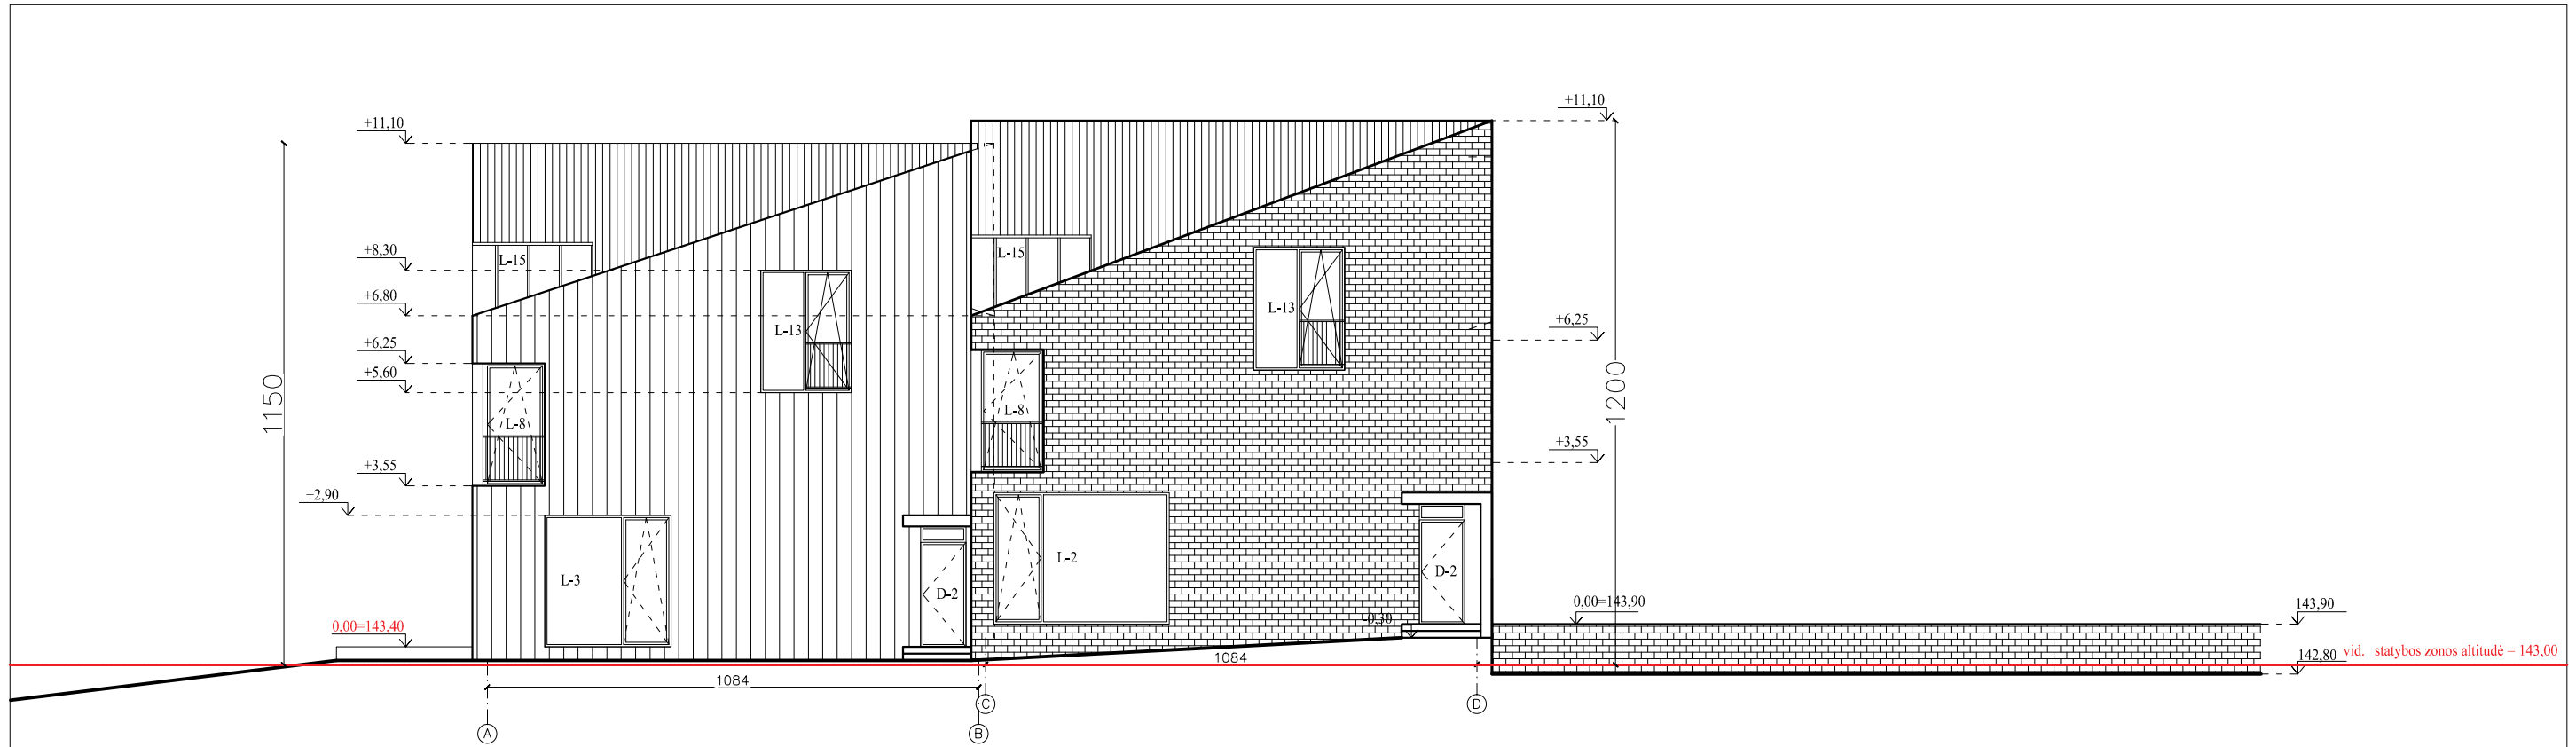 +11,10
+11,10
L-15
L-15
+8,30
+6,80
L-13
L-13
+6,25
+6,25
+5,60
1150
1200
L-8
L-8
+3,55
+3,55
+2,90
L-3
L-2
D-2
D-2
0,00=143,40
-0,30
0,00=143,90
143,90
142,80
vid. statybos zonos altitudė = 143,00
1084
1084
A
B
C
D